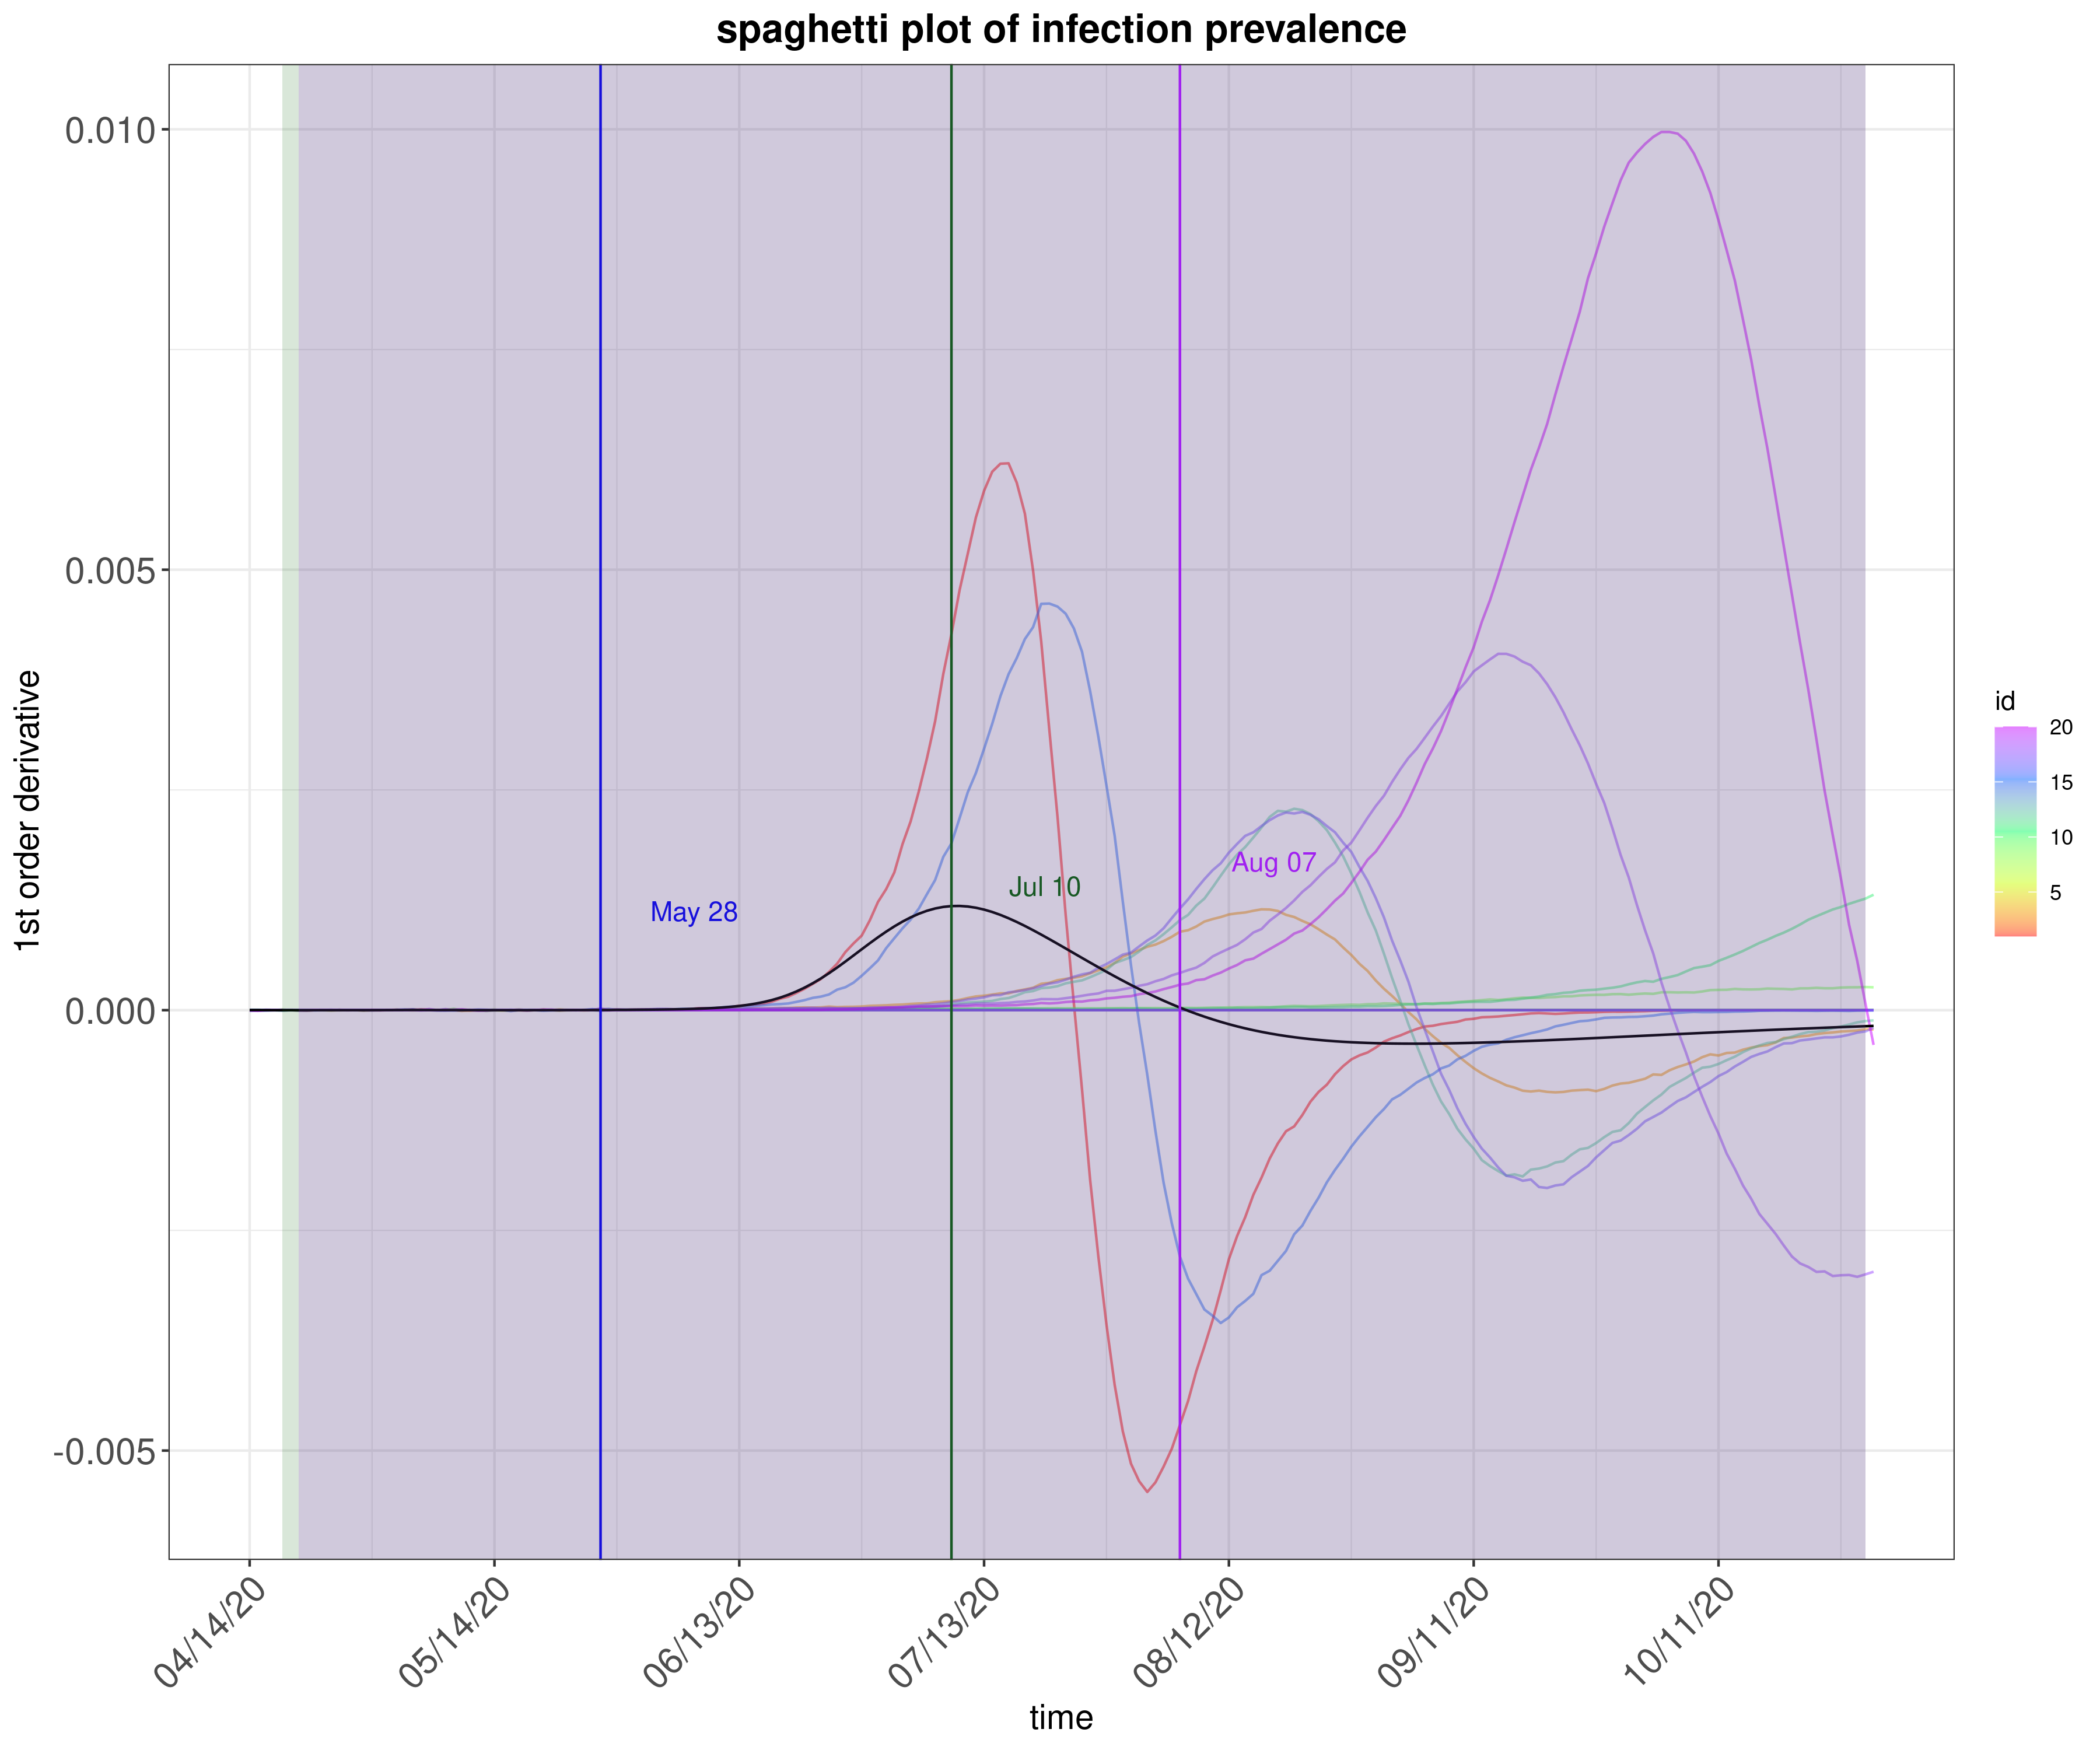 spaghetti plot of infection prevalence
1st order derivative
0.010
0.005
0.000
-0.005
May 28
Jul 10
Aug 07
04/14/20
05/14/20
06/13/20
07/13/20
08/12/20
09/11/20
10/11/20
time
id
20
15
10
5